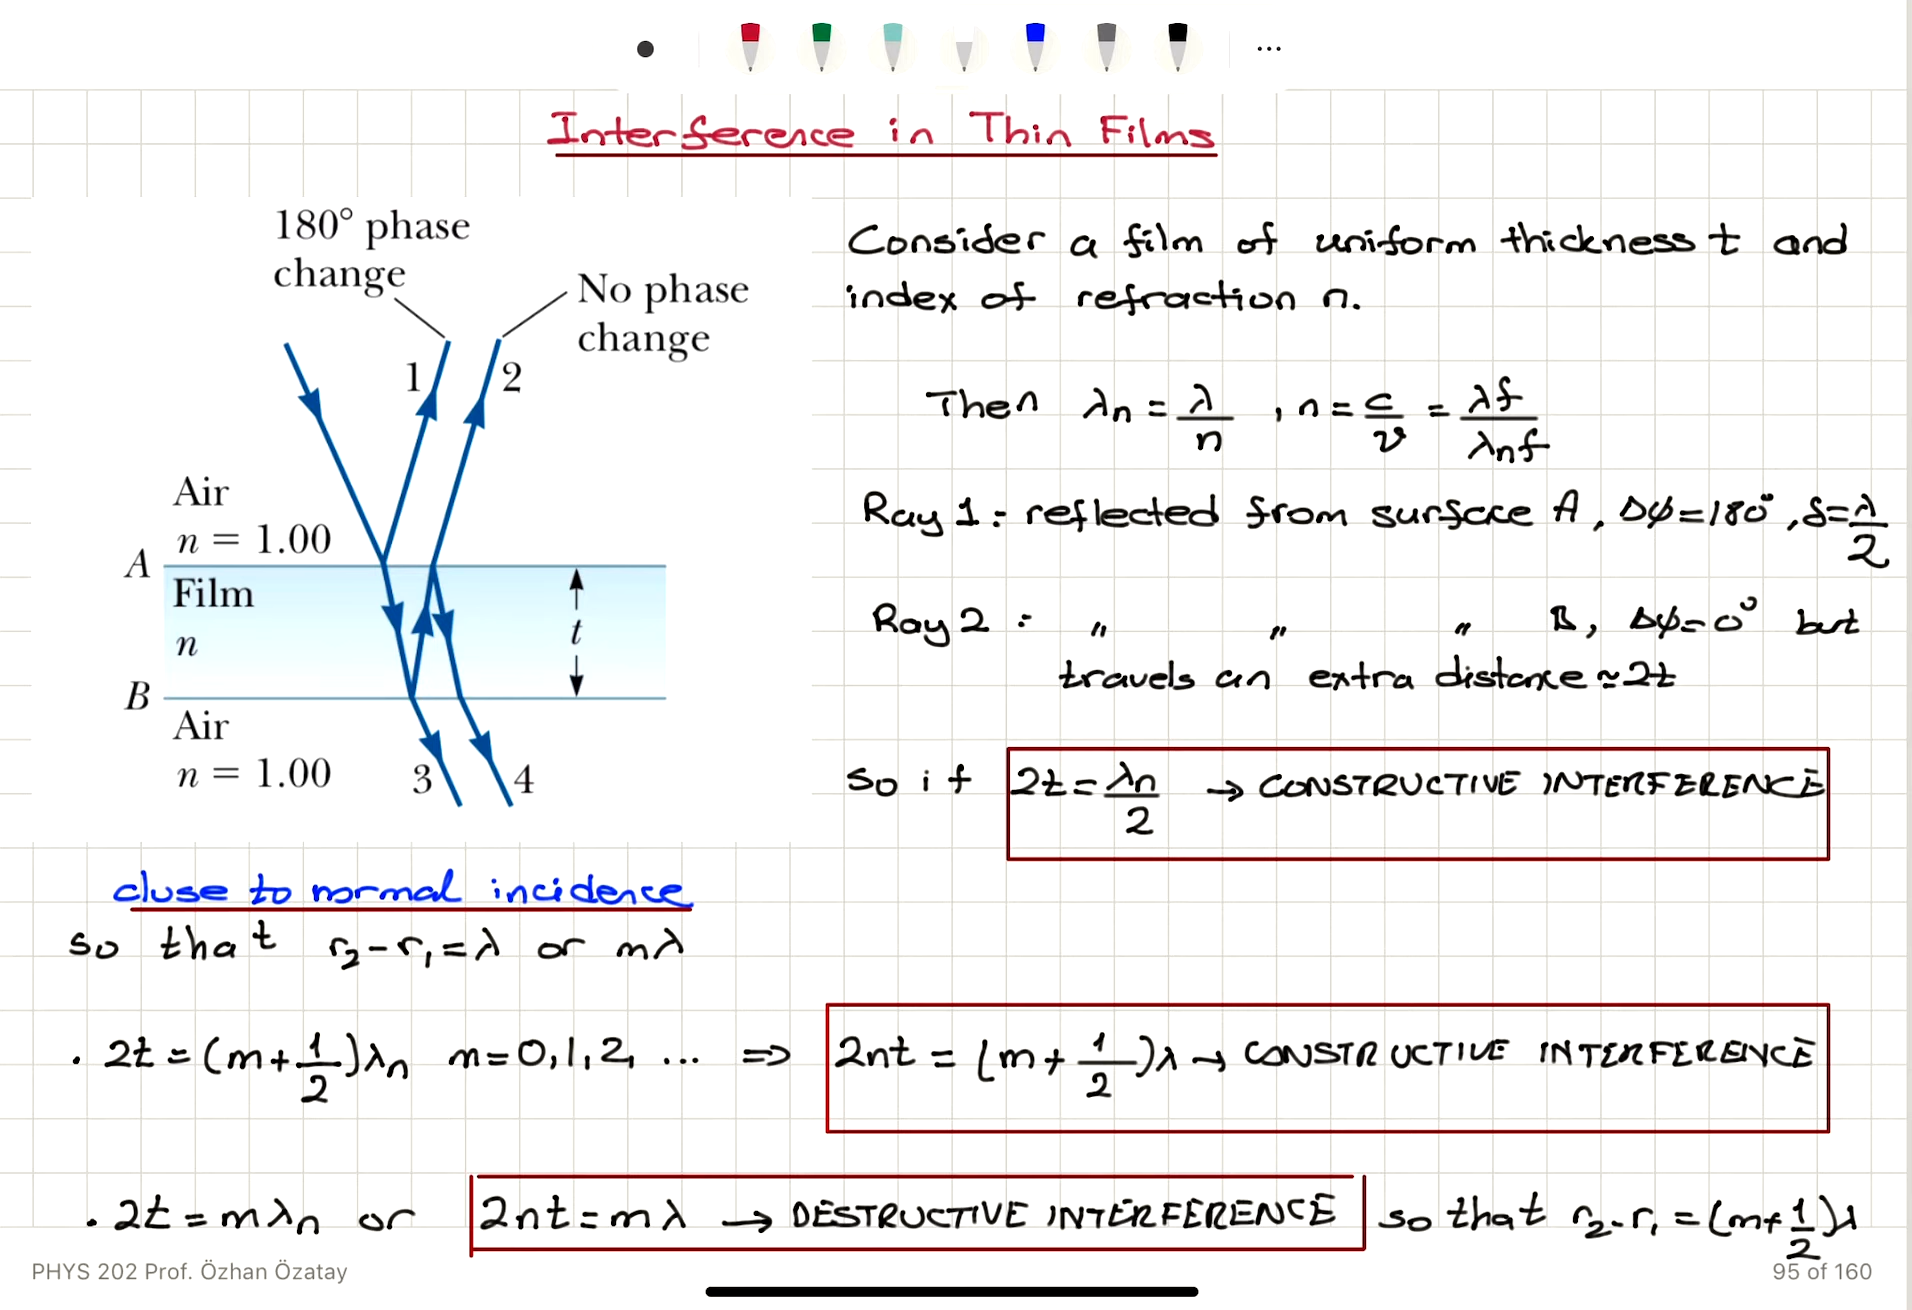 Interference in Thin Films
180° phase
change
No phase
change
1
2
Air
n = 1.00
A
Film
n
t
B
Air
n = 1.00
3
4
Consider a film of uniform thickness t and
index of refraction n.
Then λn = λ/n , n = c/v = λf/λnf
Ray 1 : reflected from surface A, Δφ=180°, δ=λ/2
Ray 2 : " " " B, Δφ=0° but
travels an extra distance ≃2t
so if 2t = λn/2 → CONSTRUCTIVE INTERFERENCE
close to normal incidence
so that r₂-r₁=λ or mλ
. 2t = (m+1/2)λn m=0,1,2, ... => 2nt = (m+1/2)λ → CONSTRUCTIVE INTERFERENCE
. 2t = mλn or 2nt = mλ → DESTRUCTIVE INTERFERENCE so that r₂-r₁ = (m+1/2)λ
PHYS 202 Prof. Özhan Özatay
95 of 160